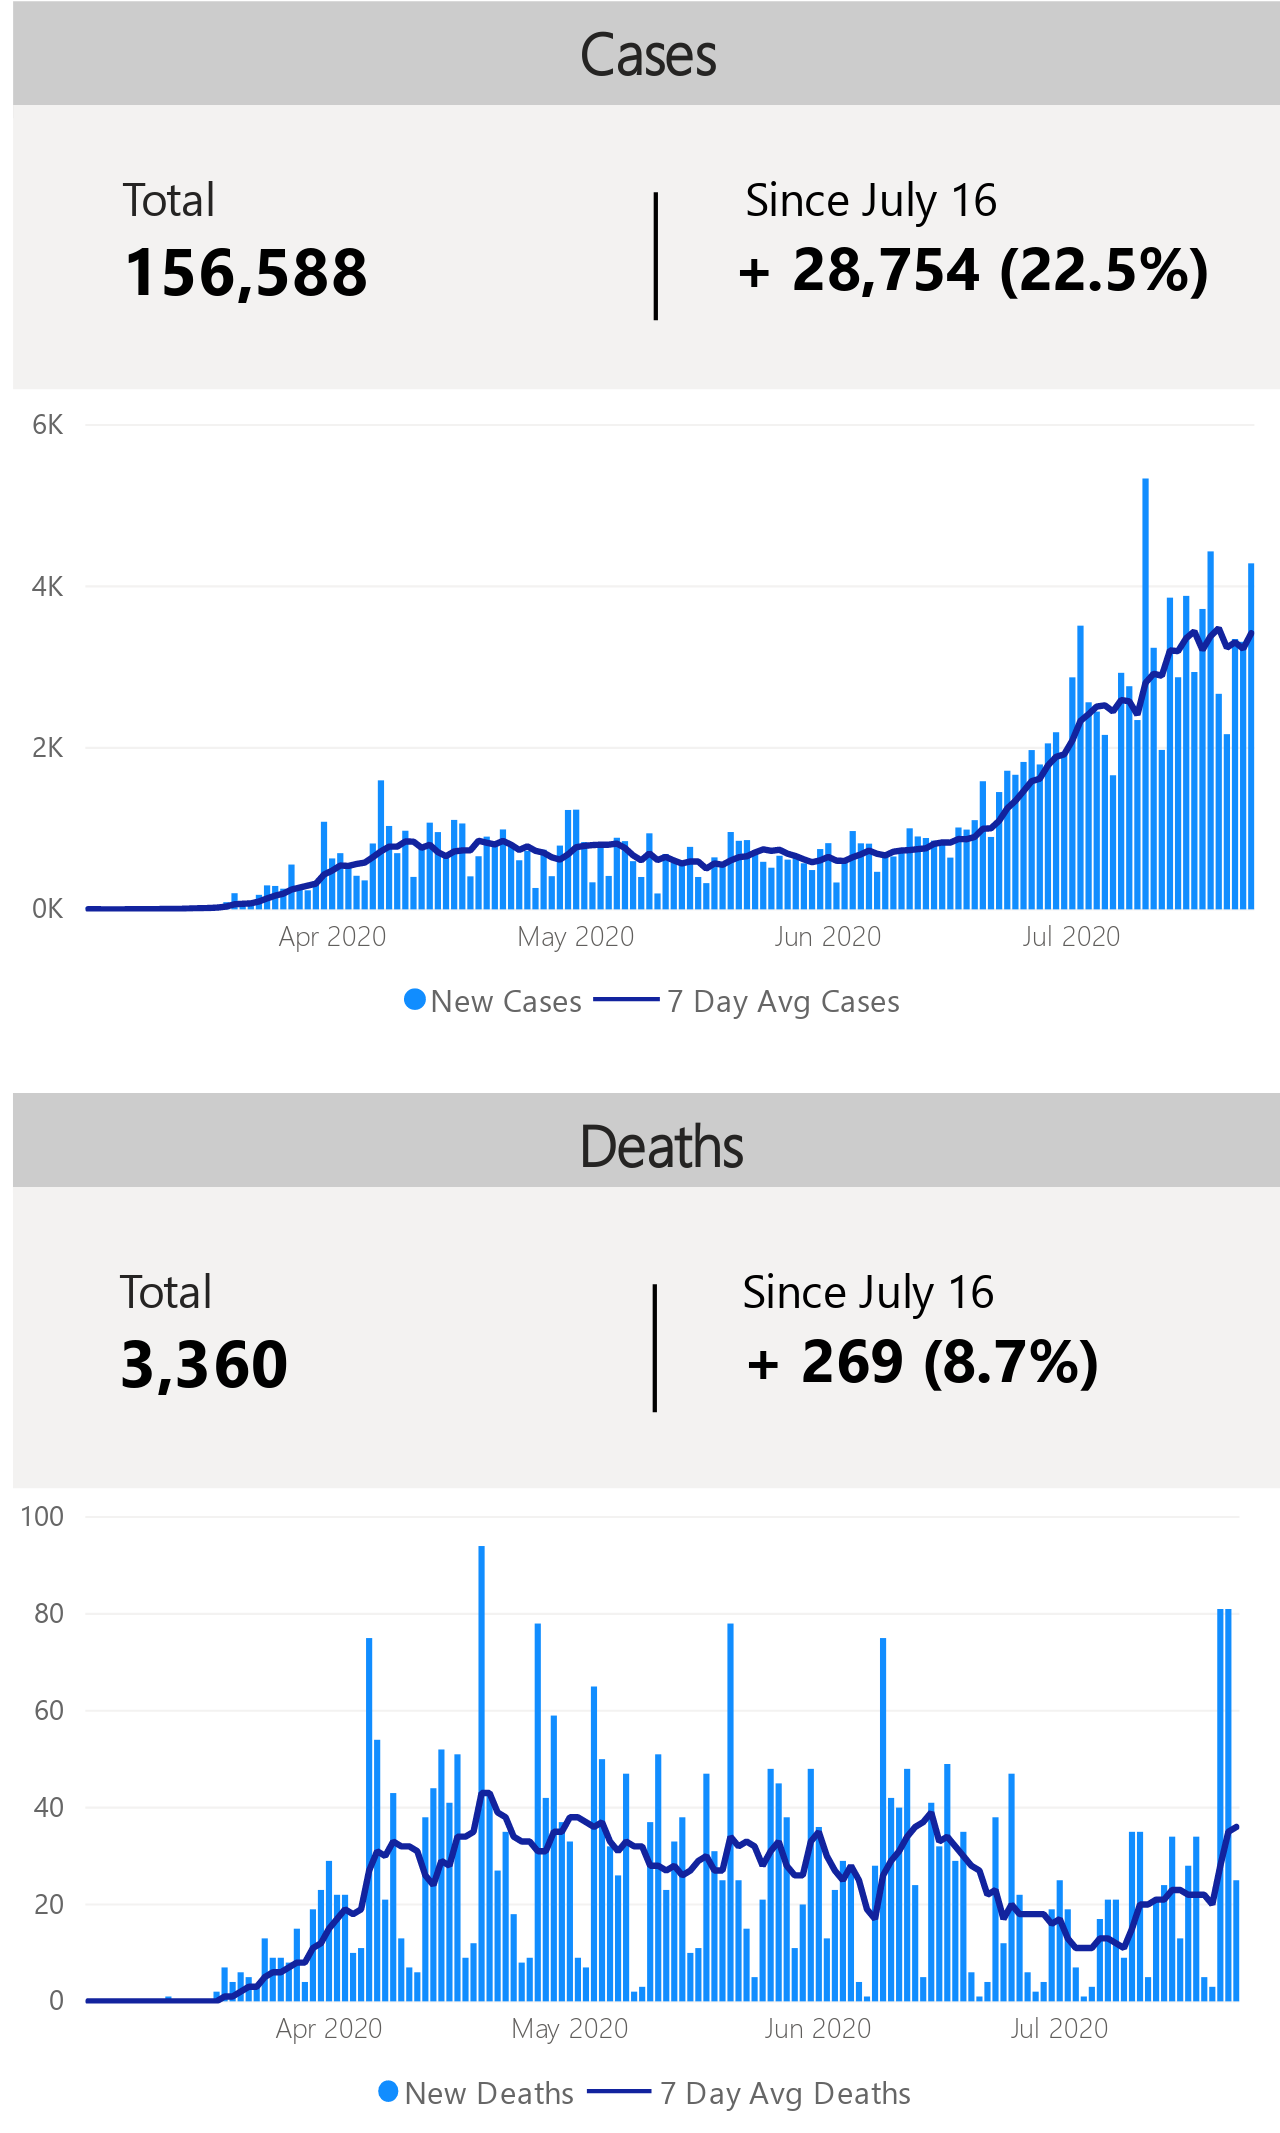 Cases
Total
Since July 16
156,588
+ 28,754 (22.5%)
6K
4K
2K
0K
Apr 2020 May 2020 Jun 2020 Jul 2020
New Cases 7 Day Avg Cases
Deaths
Total
Since July 16
3,360
+ 269 (8.7%)
100
80
60
40
20
0
Apr 2020 May 2020 Jun 2020 Jul 2020
New Deaths 7 Day Avg Deaths